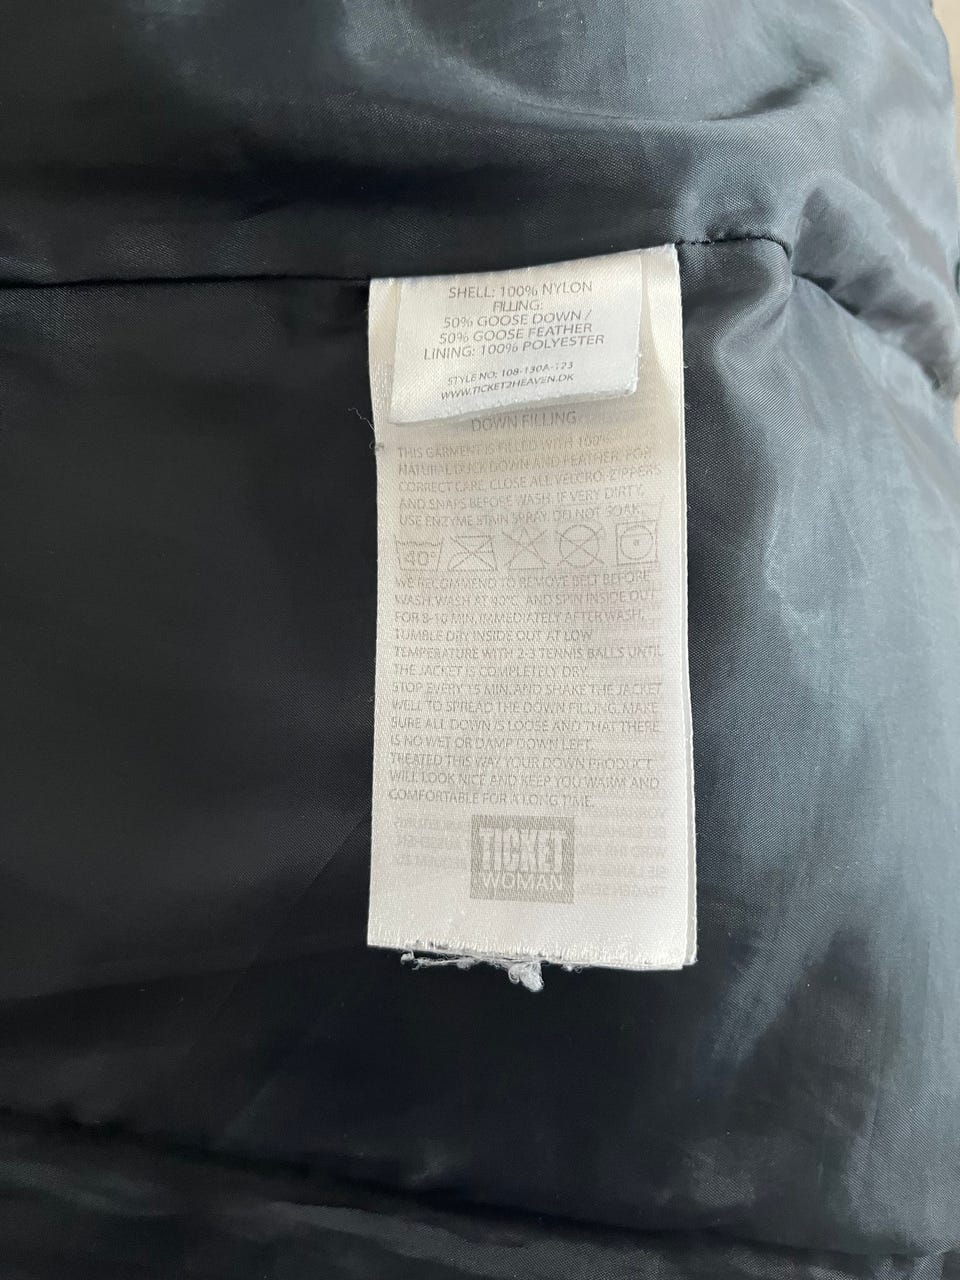 SHELL: 100% NYLON
FILLING:
50% GOOSE DOWN /
50% GOOSE FEATHER
LINING: 100% POLYESTER
STYLE NO: 108-130A-123
WWW.TICKET2HEAVEN.DK
DOWN FILLING
THIS GARMENT IS FILLED WITH 100%
NATURAL DUCK DOWN AND FEATHER. FOR
CORRECT CARE, CLOSE ALL VELCRO, ZIPPERS
AND SNAPS BEFORE WASH. IF VERY DIRTY,
USE ENZYME STAIN SPRAY. DO NOT SOAK.
40°
WE RECOMMEND TO REMOVE BELT BEFORE
WASH. WASH AT 40°C. AND SPIN INSIDE OUT
FOR 8-10 MIN. IMMEDIATELY AFTER WASH,
TUMBLE DRY INSIDE OUT AT LOW
TEMPERATURE WITH 2-3 TENNIS BALLS UNTIL
THE JACKET IS COMPLETELY DRY.
STOP EVERY 15 MIN. AND SHAKE THE JACKET
WELL TO SPREAD THE DOWN FILLING. MAKE
SURE ALL DOWN IS LOOSE AND THAT THERE
IS NO WET OR DAMP DOWN LEFT.
TREATED THIS WAY YOUR DOWN PRODUCT
WILL LOOK NICE AND KEEP YOU WARM AND
COMFORTABLE FOR A LONG TIME.
TICKET
WOMAN